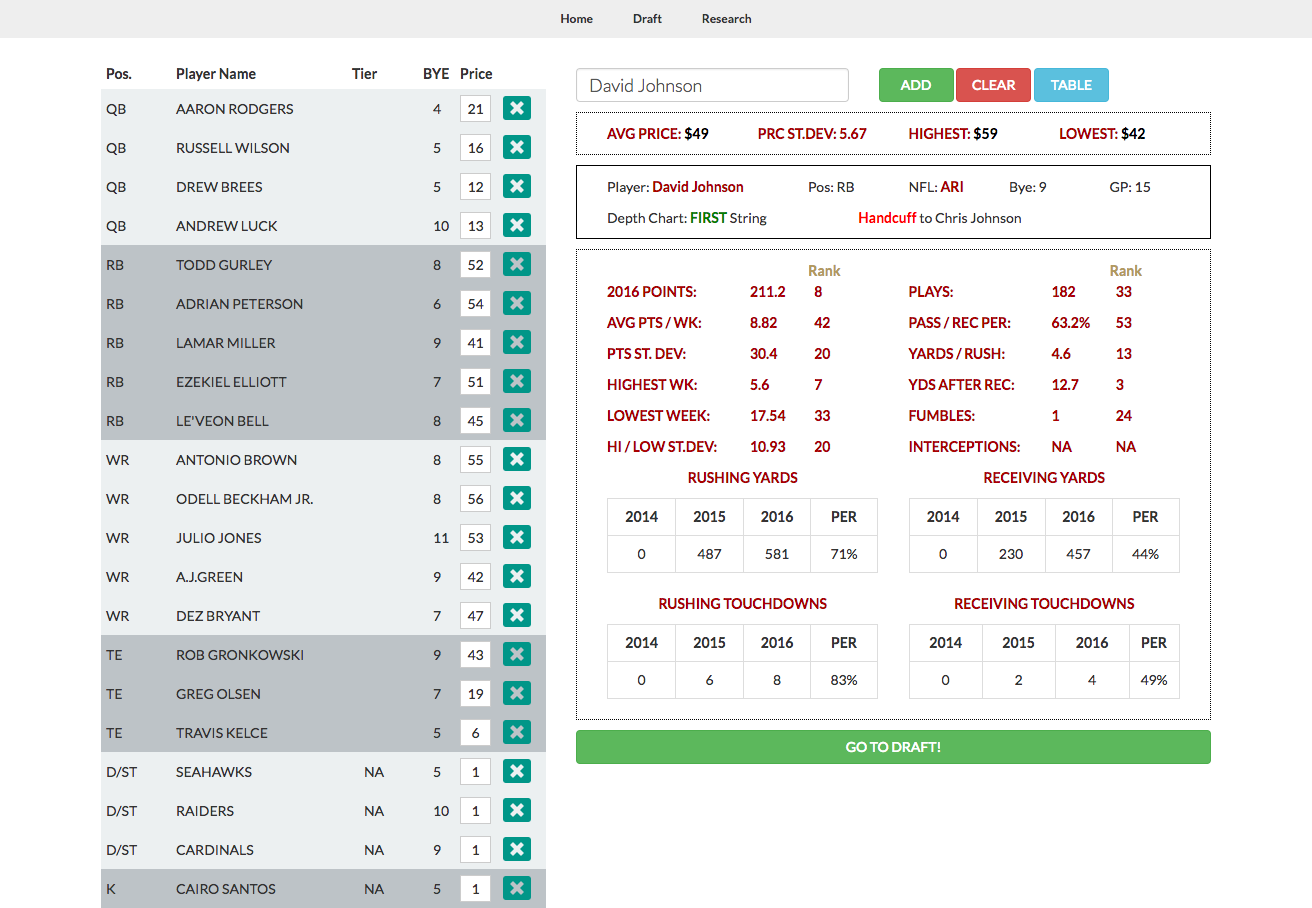 Home Draft Research
Pos. Player Name Tier BYE Price
QB AARON RODGERS 4 21
QB RUSSELL WILSON 5 16
QB DREW BREES 5 12
QB ANDREW LUCK 10 13
RB TODD GURLEY 8 52
RB ADRIAN PETERSON 6 54
RB LAMAR MILLER 9 41
RB EZEKIEL ELLIOTT 7 51
RB LE'VEON BELL 8 45
WR ANTONIO BROWN 8 55
WR ODELL BECKHAM JR. 8 56
WR JULIO JONES 11 53
WR A.J.GREEN 9 42
WR DEZ BRYANT 7 47
TE ROB GRONKOWSKI 9 43
TE GREG OLSEN 7 19
TE TRAVIS KELCE 5 6
D/ST SEAHAWKS NA 5 1
D/ST RAIDERS NA 10 1
D/ST CARDINALS NA 9 1
K CAIRO SANTOS NA 5 1
David Johnson ADD CLEAR TABLE
AVG PRICE: $49 PRC ST.DEV: 5.67 HIGHEST: $59 LOWEST: $42
Player: David Johnson Pos: RB NFL: ARI Bye: 9 GP: 15
Depth Chart: FIRST String Handcuff to Chris Johnson
Rank Rank
2016 POINTS: 211.2 8 PLAYS: 182 33
AVG PTS / WK: 8.82 42 PASS / REC PER: 63.2% 53
PTS ST. DEV: 30.4 20 YARDS / RUSH: 4.6 13
HIGHEST WK: 5.6 7 YDS AFTER REC: 12.7 3
LOWEST WEEK: 17.54 33 FUMBLES: 1 24
HI / LOW ST.DEV: 10.93 20 INTERCEPTIONS: NA NA
RUSHING YARDS RECEIVING YARDS
2014 2015 2016 PER 2014 2015 2016 PER
0 487 581 71% 0 230 457 44%
RUSHING TOUCHDOWNS RECEIVING TOUCHDOWNS
2014 2015 2016 PER 2014 2015 2016 PER
0 6 8 83% 0 2 4 49%
GO TO DRAFT!